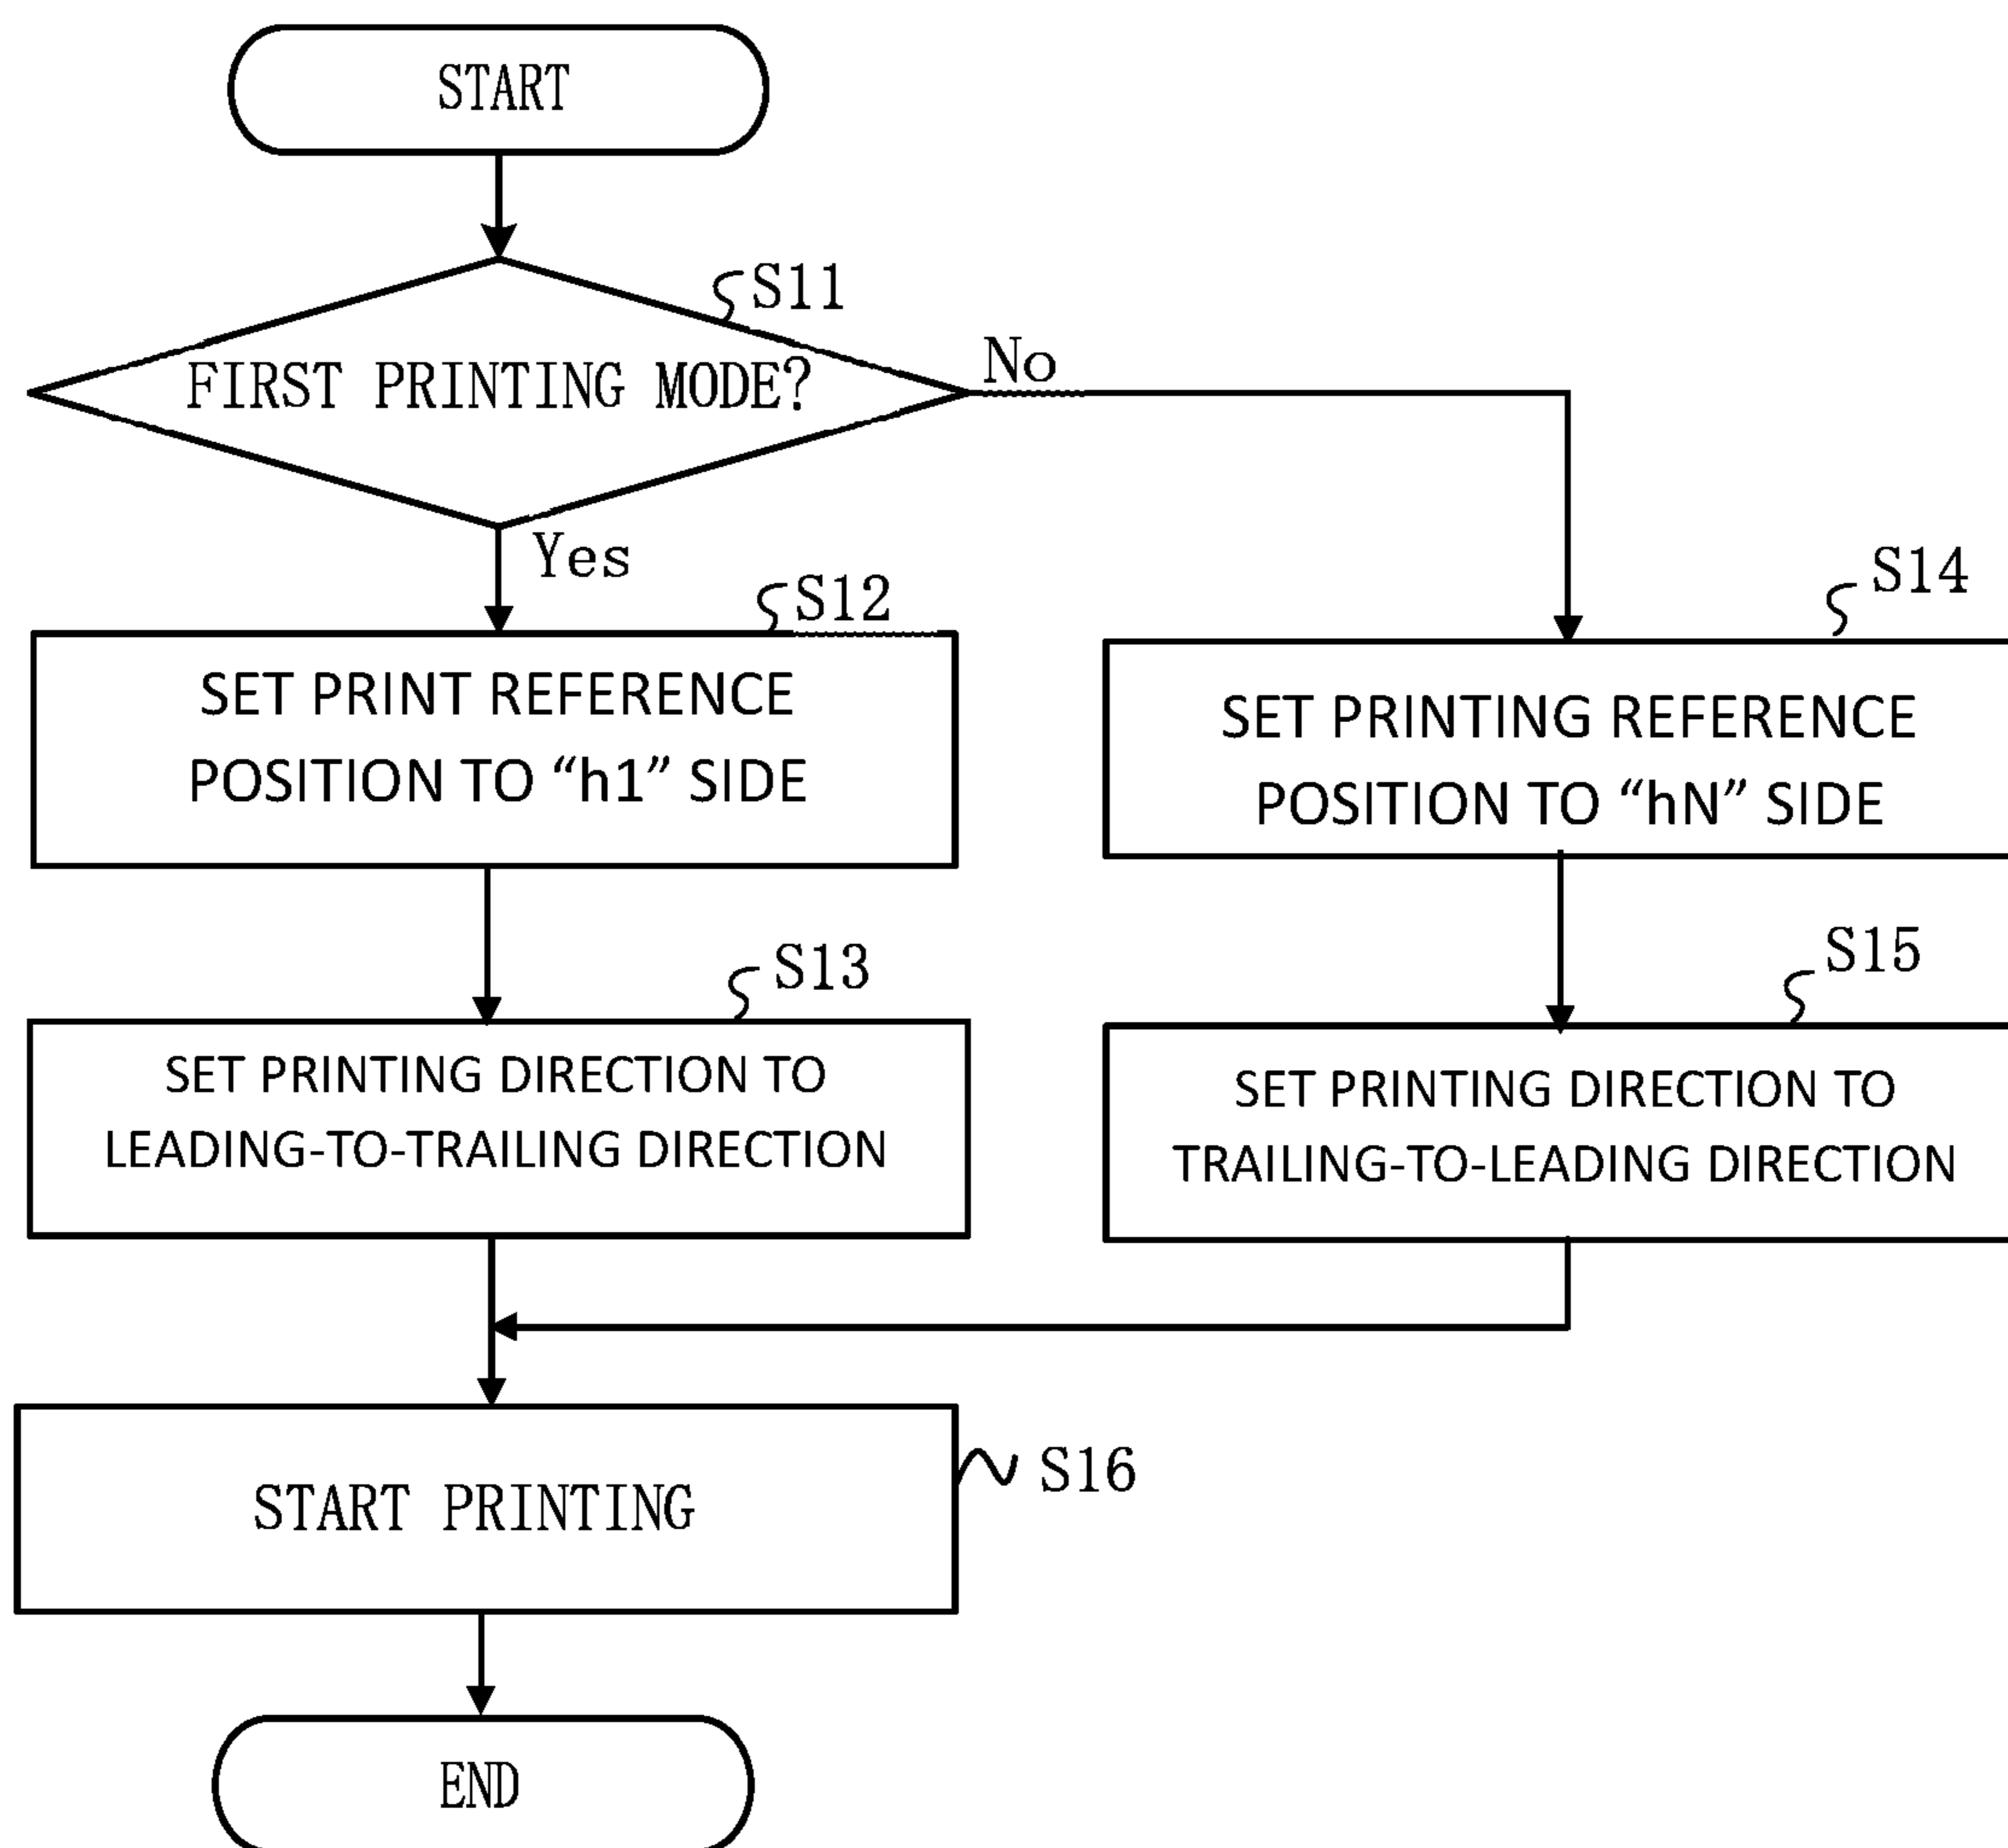 START
S11
FIRST PRINTING MODE?
No
Yes
S12
SET PRINT REFERENCE
POSITION TO “h1” SIDE
S14
SET PRINTING REFERENCE
POSITION TO “hN” SIDE
S13
SET PRINTING DIRECTION TO
LEADING-TO-TRAILING DIRECTION
S15
SET PRINTING DIRECTION TO
TRAILING-TO-LEADING DIRECTION
START PRINTING
S16
END